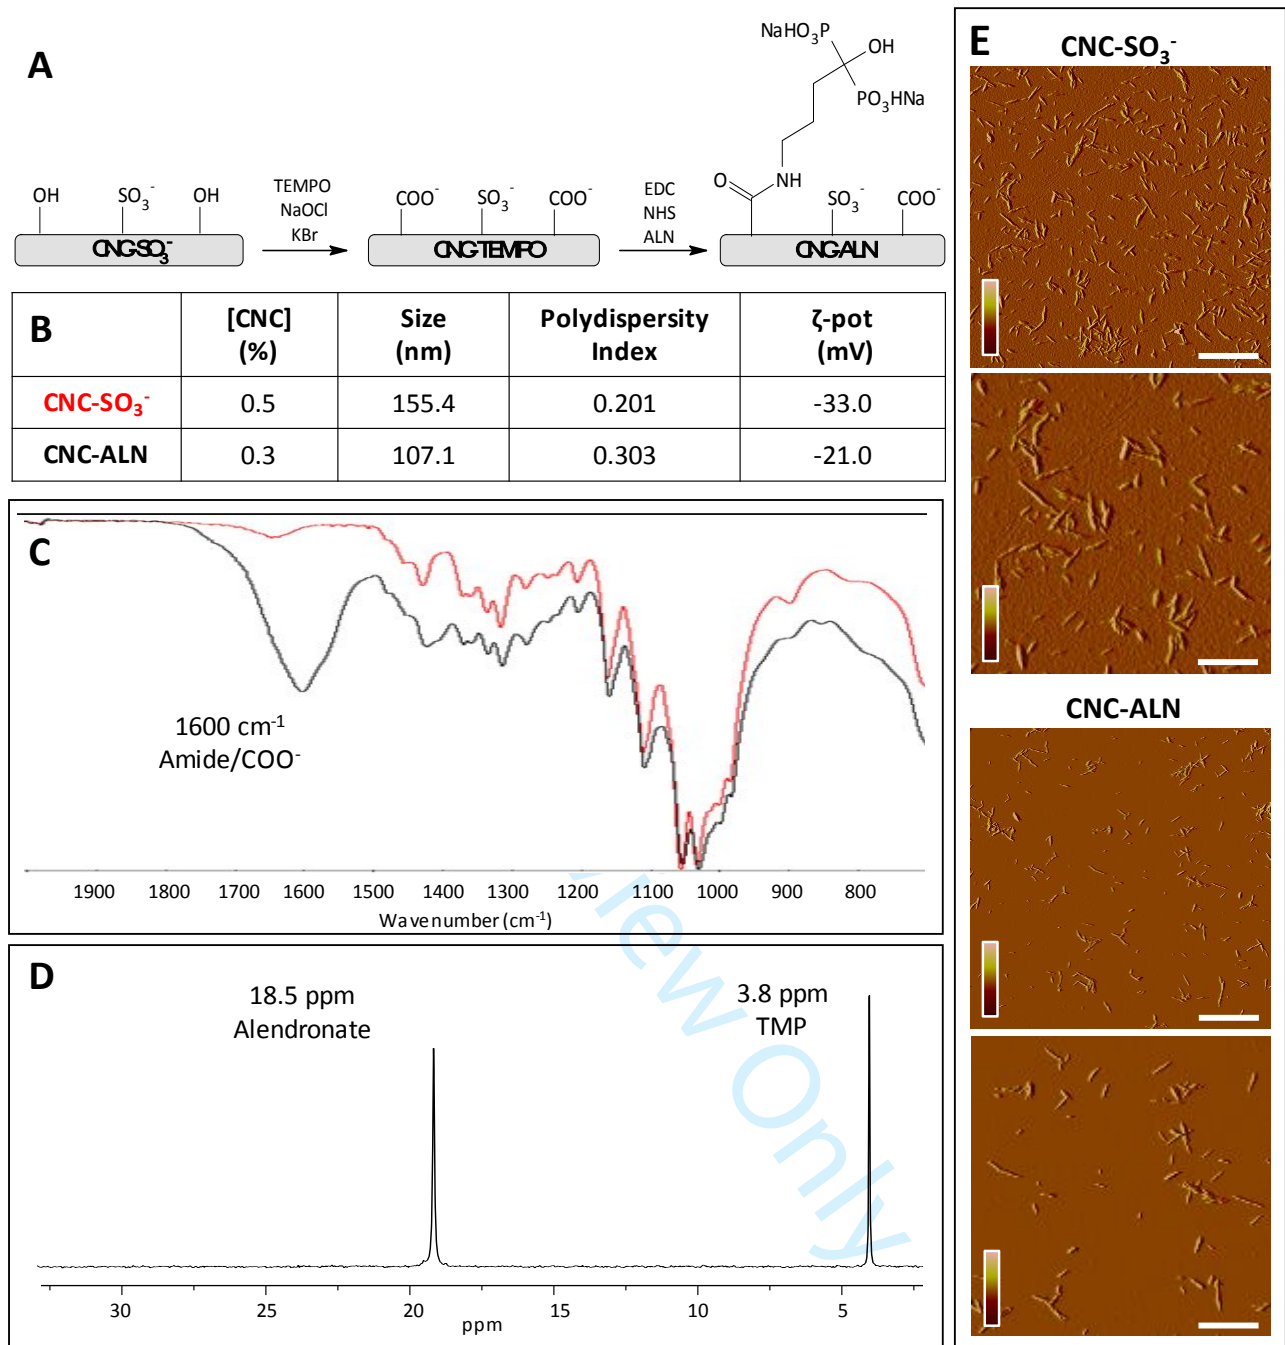 A
NaHO₃P
OH
PO₃HNa
O
NH
OH
SO₃⁻
OH
CNC-SO₃⁻
TEMPO
NaOCl
KBr
COO⁻
SO₃⁻
COO⁻
CNC-TEMPO
EDC
NHS
ALN
SO₃⁻
COO⁻
CNC-ALN
B
[CNC] (%)
Size (nm)
Polydispersity Index
ζ-pot (mV)
CNC-SO₃⁻ 0.5 155.4 0.201 -33.0
CNC-ALN 0.3 107.1 0.303 -21.0
C
1600 cm⁻¹
Amide/COO⁻
1900 1800 1700 1600 1500 1400 1300 1200 1100 1000 900 800
Wavenumber (cm⁻¹)
D
18.5 ppm
Alendronate
3.8 ppm
TMP
30 25 20 15 10 5
ppm
E
CNC-SO₃⁻
CNC-ALN
view Only